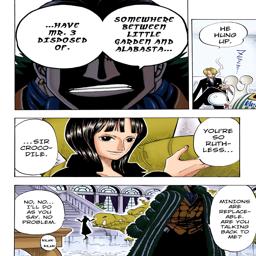 SOMEWHERE
BETWEEN
LITTLE
GARDEN AND
ALABASTA...
...HAVE
MR. 3
DISPOSED
OF.
HE
HUNG
UP.
YOU'RE
SO
RUTH-
LESS...
...SIR
CROCO-
DILE.
MINIONS
ARE
REPLACE-
ABLE.
ARE YOU
TALKING
BACK TO
ME?
NO, NO...
I'LL DO
AS YOU
SAY. NO
PROBLEM.